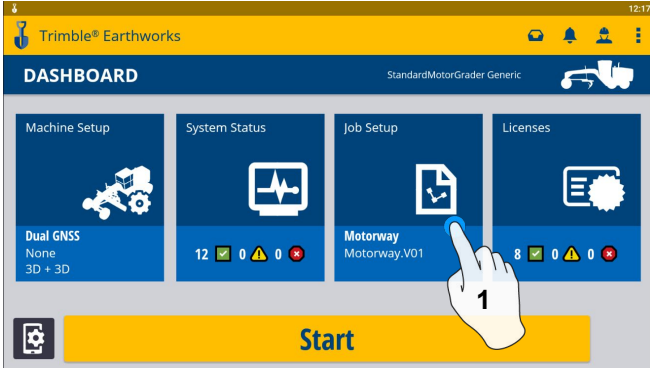 12:17
Trimble® Earthworks
DASHBOARD
StandardMotorGrader Generic
Machine Setup
System Status
Job Setup
Licenses
Dual GNSS
None
3D + 3D
12 0 0
Motorway
Motorway.V01
8 0 0
1
Start